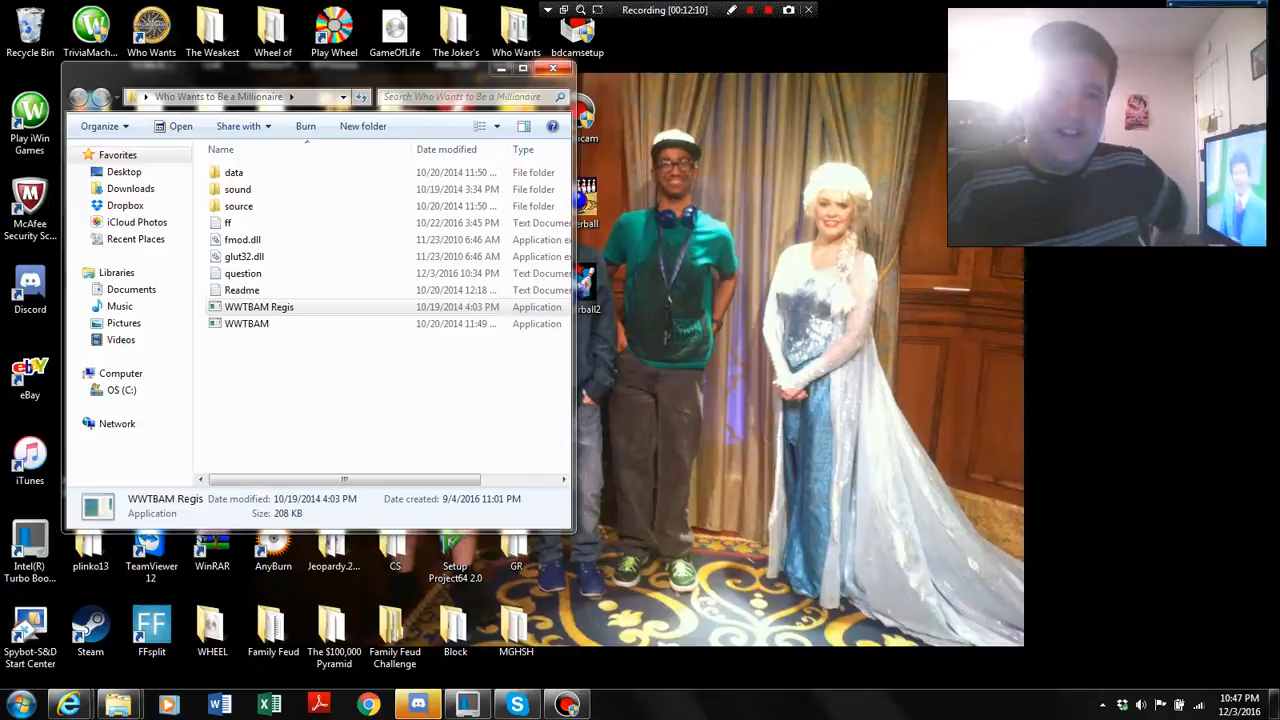 Recording [00:12:10]
Recycle Bin
TriviaMach...
Who Wants
The Weakest
Wheel of
Play Wheel
GameOfLife
The Joker's
Who Wants
bdcamsetup
Who Wants to Be a Millionaire
Search Who Wants to Be a Millionaire
Organize
Open
Share with
Burn
New folder
Name
Date modified
Type
Favorites
Desktop
Downloads
Dropbox
iCloud Photos
Recent Places
Libraries
Documents
Music
Pictures
Videos
Computer
OS (C:)
Network
data 10/20/2014 11:50 ... File folder
sound 10/19/2014 3:34 PM File folder
source 10/20/2014 11:50 ... File folder
ff 10/22/2016 3:45 PM Text Documen
fmod.dll 11/23/2010 6:46 AM Application ex
glut32.dll 11/23/2010 6:46 AM Application ex
question 12/3/2016 10:34 PM Text Documen
Readme 10/20/2014 12:18 ... Text Documen
WWTBAM Regis 10/19/2014 4:03 PM Application
WWTBAM 10/20/2014 11:49 ... Application
WWTBAM Regis Date modified: 10/19/2014 4:03 PM Date created: 9/4/2016 11:01 PM
Application Size: 208 KB
Play iWin
Games
McAfee
Security Sc...
Discord
eBay
iTunes
icam
erball
erball2
Intel(R)
Turbo Boo...
plinko13
TeamViewer
12
WinRAR
AnyBurn
Jeopardy.2...
CS
Setup
Project64 2.0
GR
Spybot-S&D
Start Center
Steam
FF
FFsplit
WHEEL
Family Feud
The $100,000
Pyramid
Family Feud
Challenge
Block
MGHSH
10:47 PM
12/3/2016